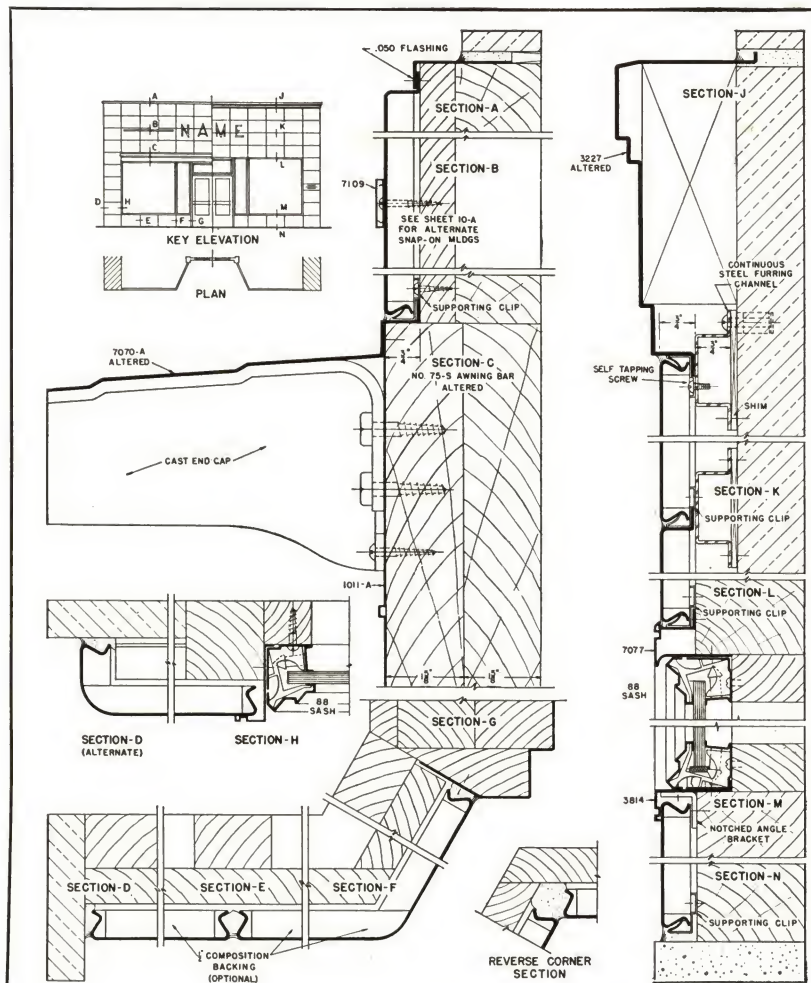 .050 FLASHING
SECTION-A
SECTION-J
A
J
B
NAME
K
C
L
D
H
M
E
F
G
N
KEY ELEVATION
PLAN
3227
ALTERED
SECTION-B
7109
SEE SHEET 10-A
FOR ALTERNATE
SNAP-ON MLDGS
SUPPORTING CLIP
CONTINUOUS
STEEL FURRING
CHANNEL
7070-A
ALTERED
SECTION-C
NO. 75-S AWNING BAR
ALTERED
SELF TAPPING
SCREW
SHIM
CAST END CAP
SECTION-K
SUPPORTING CLIP
1011-A
SECTION-L
SUPPORTING CLIP
7077
88
SASH
SECTION-D
(ALTERNATE)
SECTION-H
88
SASH
SECTION-G
3814
SECTION-M
NOTCHED ANGLE
BRACKET
SECTION-D
SECTION-E
SECTION-F
SECTION-N
SUPPORTING CLIP
½" COMPOSITION
BACKING
(OPTIONAL)
REVERSE CORNER
SECTION